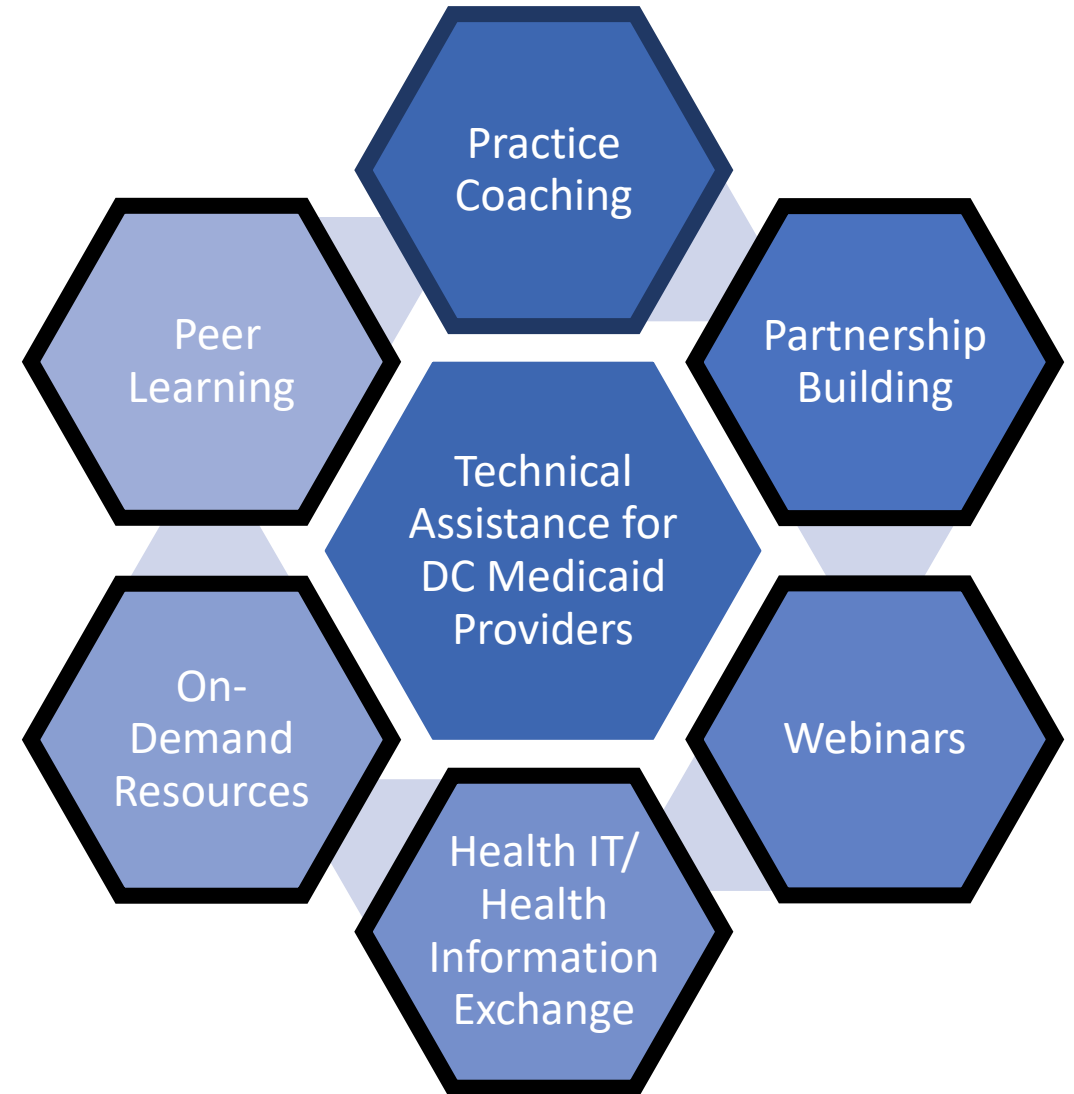 Practice
Coaching
Partnership
Building
Webinars
Health IT/
Health
Information
Exchange
On-
Demand
Resources
Peer
Learning
Technical
Assistance for
DC Medicaid
Providers